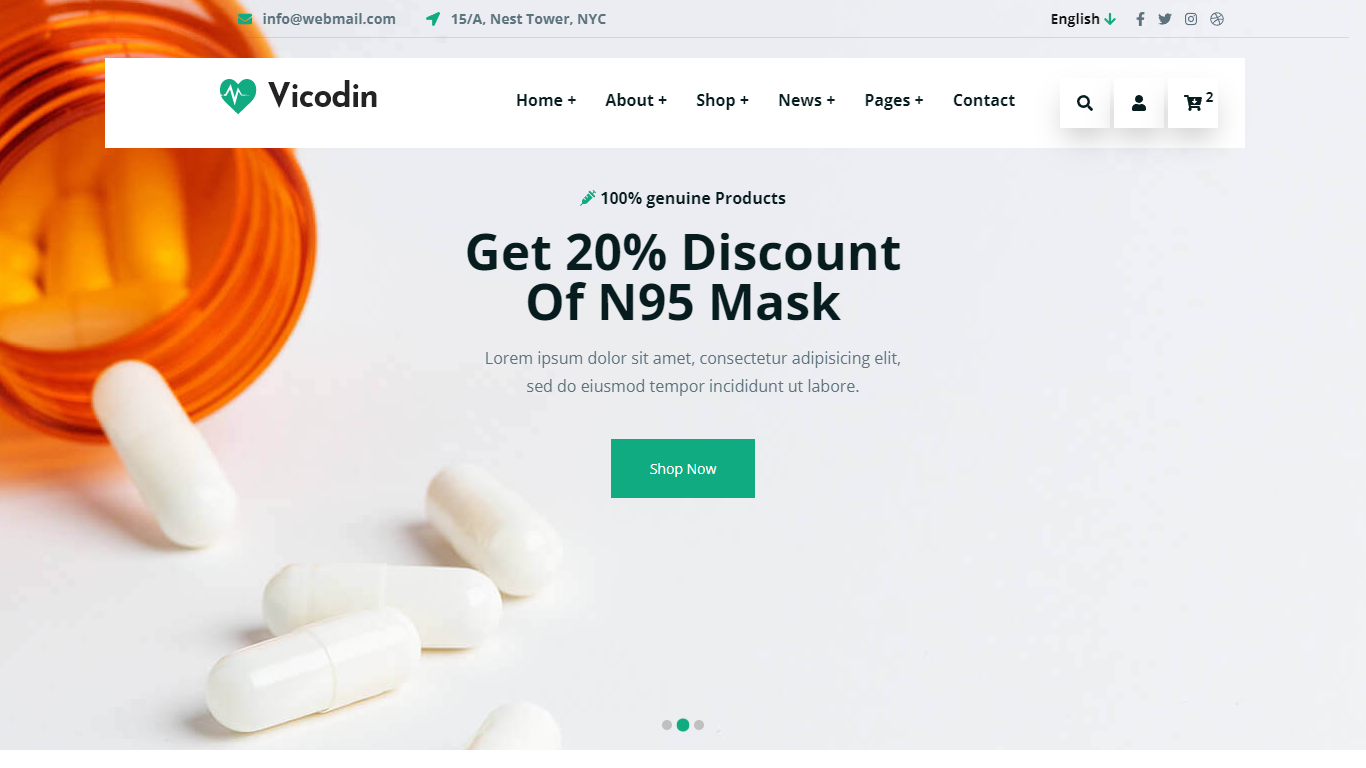 info@webmail.com
15/A, Nest Tower, NYC
English
Vicodin
Home +
About +
Shop +
News +
Pages +
Contact
2
100% genuine Products
Get 20% Discount
Of N95 Mask
Lorem ipsum dolor sit amet, consectetur adipisicing elit,
sed do eiusmod tempor incididunt ut labore.
Shop Now